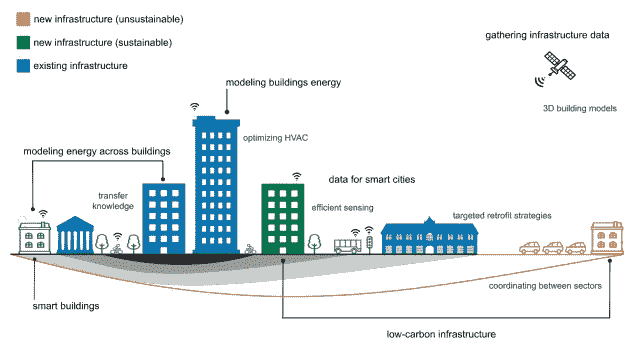 new infrastructure (unsustainable)
new infrastructure (sustainable)
existing infrastructure
gathering infrastructure data
3D building models
modeling buildings energy
optimizing HVAC
modeling energy across buildings
data for smart cities
transfer
knowledge
efficient sensing
targeted retrofit strategies
coordinating between sectors
smart buildings
low-carbon infrastructure